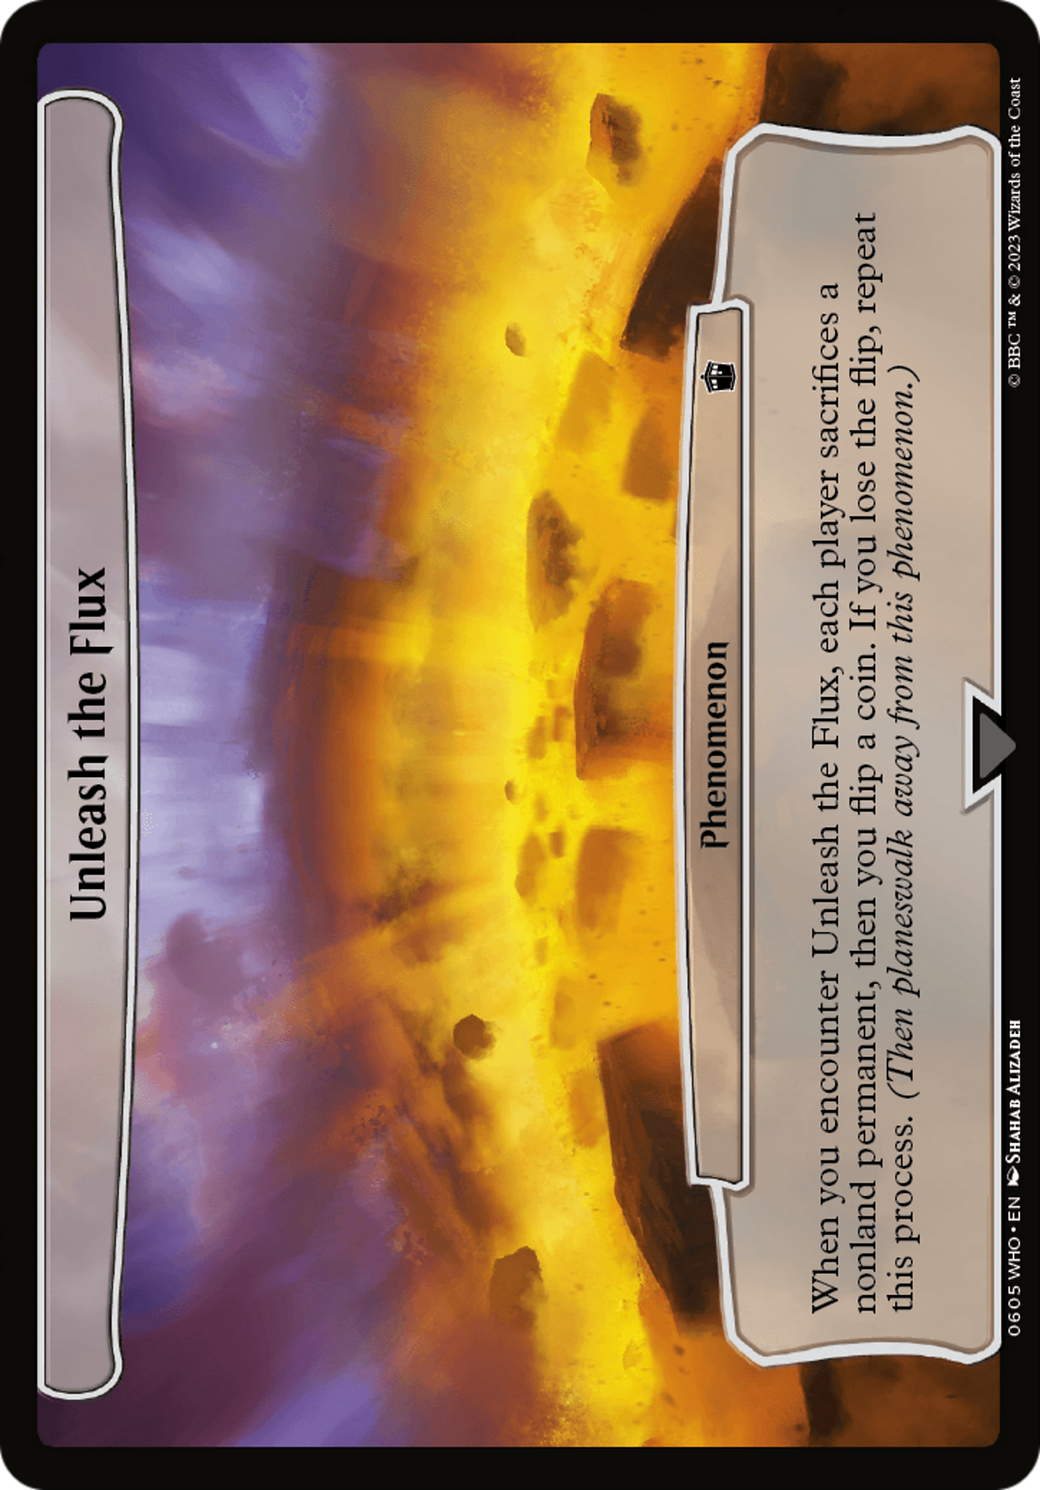 Unleash the Flux
Phenomenon
When you encounter Unleash the Flux, each player sacrifices a
nonland permanent, then you flip a coin. If you lose the flip, repeat
this process. (Then planeswalk away from this phenomenon.)
0605 WHO • EN Shahab Alizadeh
© BBC ™ & © 2023 Wizards of the Coast